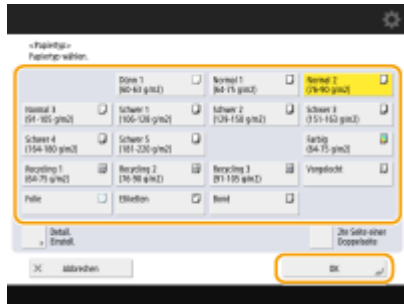 <Papiertyp>
Papiertyp wählen.
Dünn 1
(60-63 g/m2)
Normal 1
(64-75 g/m2)
Normal 2
(76-90 g/m2)
Normal 3
(91-105 g/m2)
Schwer 1
(106-128 g/m2)
Schwer 2
(129-150 g/m2)
Schwer 3
(151-163 g/m2)
Schwer 4
(164-180 g/m2)
Schwer 5
(181-220 g/m2)
Farbig
(64-75 g/m2)
Recycling 1
(64-75 g/m2)
Recycling 2
(76-90 g/m2)
Recycling 3
(91-105 g/m2)
Vorgelocht
Folie
Etiketten
Bond
Detail.
Einstell.
2te Seite einer
Doppelseite
Abbrechen
OK